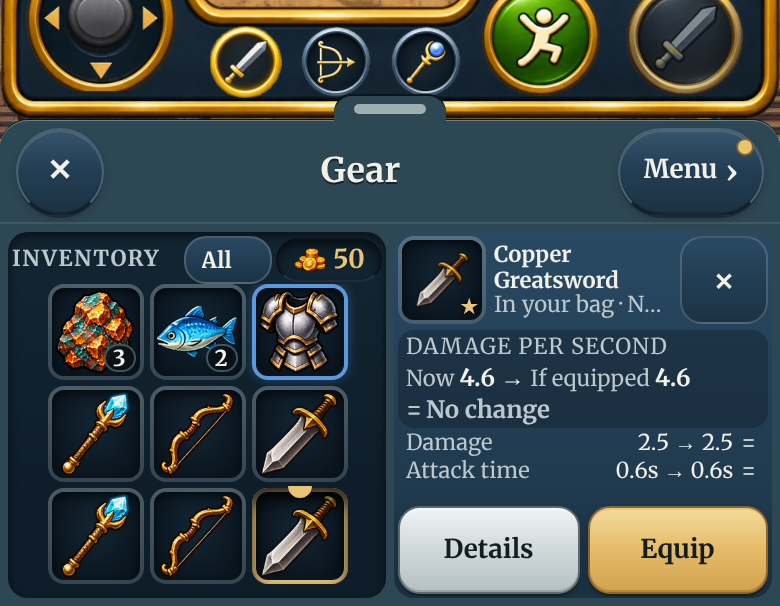 ×
Gear
Menu ›
INVENTORY
All
50
3
2
Copper
Greatsword
In your bag · N...
×
DAMAGE PER SECOND
Now 4.6 → If equipped 4.6
= No change
Damage 2.5 → 2.5 =
Attack time 0.6s → 0.6s =
Details
Equip